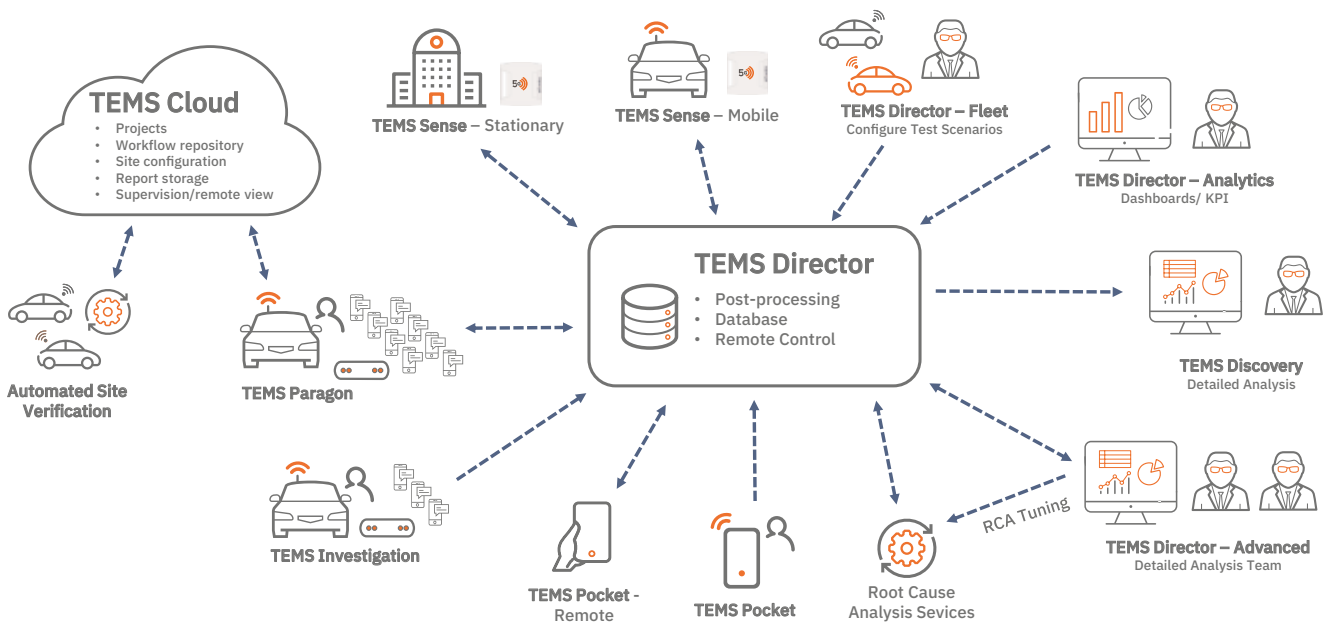 TEMS Cloud
• Projects
• Workflow repository
• Site configuration
• Report storage
• Supervision/remote view
5
TEMS Sense – Stationary
5
TEMS Sense – Mobile
TEMS Director – Fleet
Configure Test Scenarios
TEMS Director – Analytics
Dashboards/ KPI
TEMS Director
• Post-processing
• Database
• Remote Control
Automated Site
Verification
TEMS Paragon
TEMS Discovery
Detailed Analysis
TEMS Investigation
TEMS Pocket -
Remote
TEMS Pocket
Root Cause
Analysis Sevices
RCA Tuning
TEMS Director – Advanced
Detailed Analysis Team